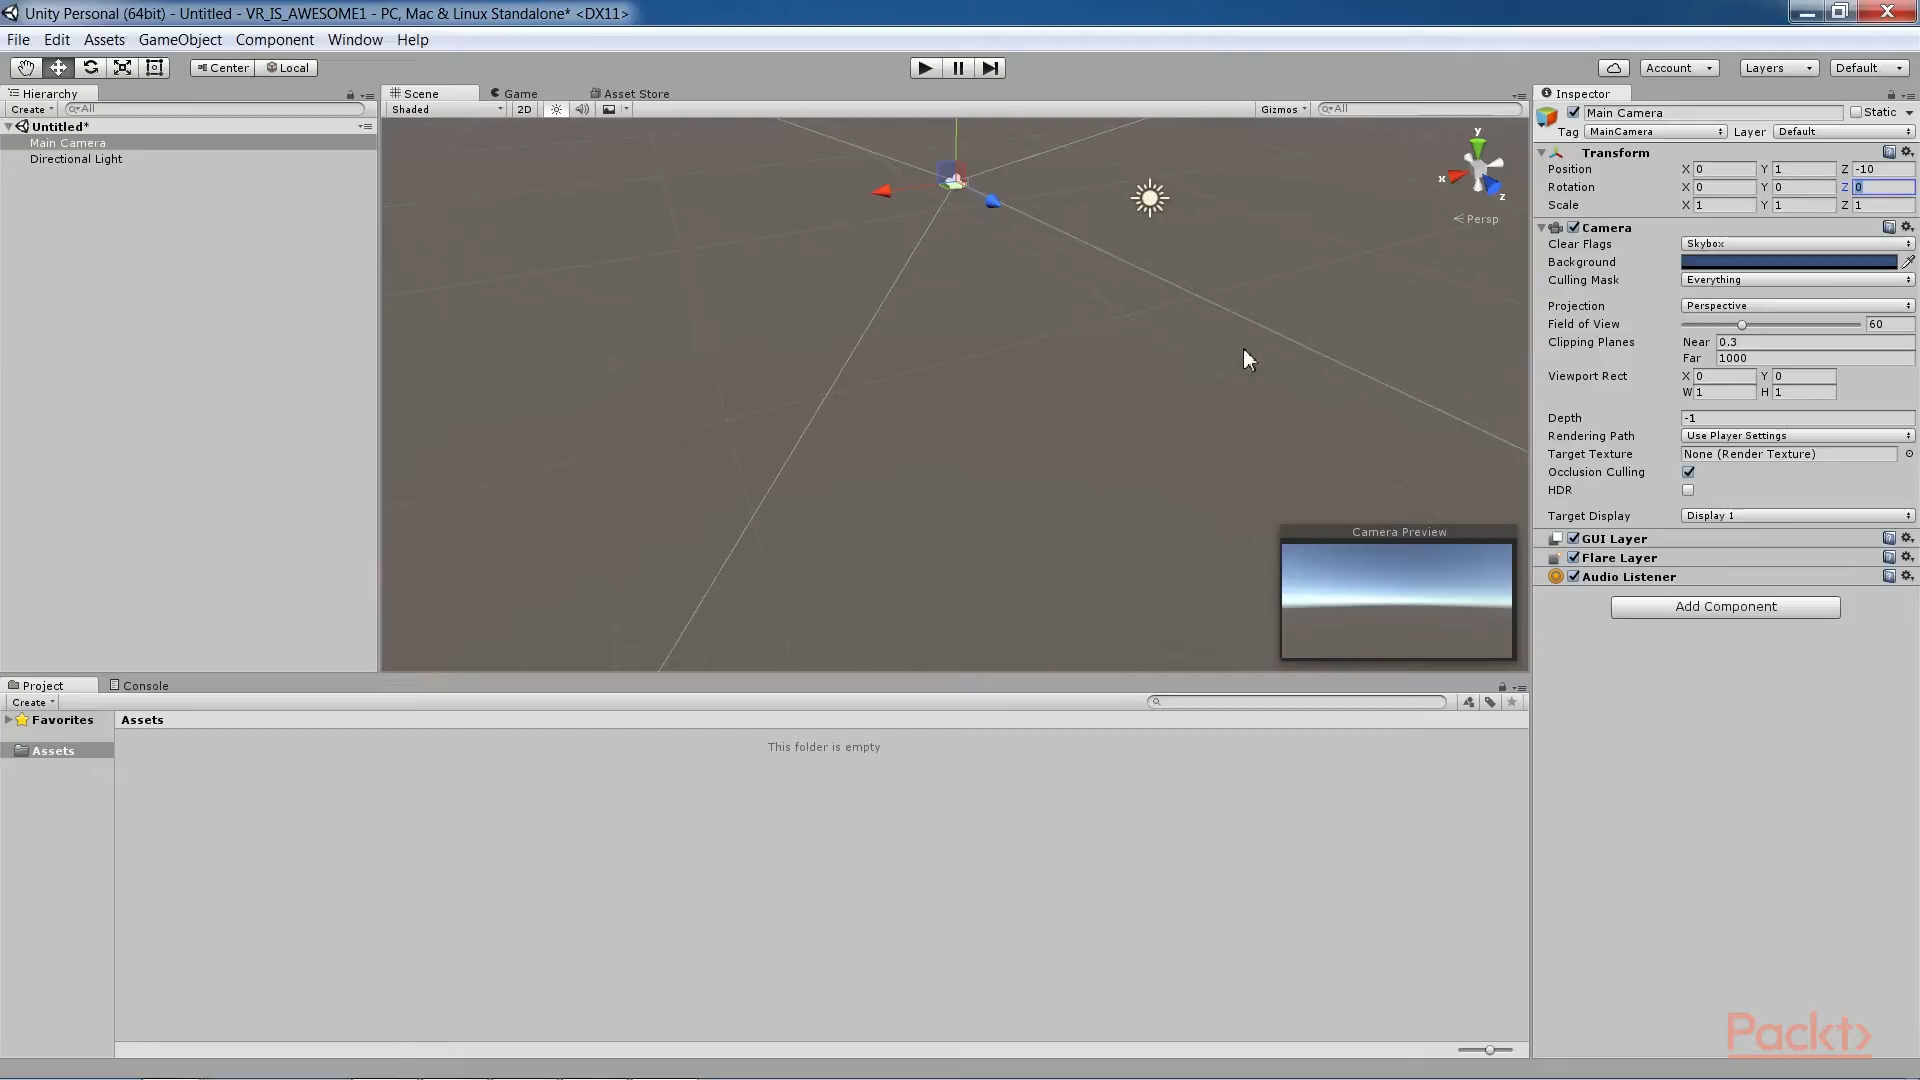 Unity Personal (64bit) - Untitled - VR_IS_AWESOME1 - PC, Mac & Linux Standalone* <DX11>
File Edit Assets GameObject Component Window Help
Center Local Account Layers Default
Hierarchy
Create All
Untitled*
Main Camera
Directional Light
Scene Game Asset Store
Shaded 2D Gizmos All
y
x
z
Persp
Camera Preview
Inspector
Main Camera Static
Tag MainCamera Layer Default
Transform
Position X 0 Y 1 Z -10
Rotation X 0 Y 0 Z 0
Scale X 1 Y 1 Z 1
Camera
Clear Flags Skybox
Background
Culling Mask Everything
Projection Perspective
Field of View 60
Clipping Planes Near 0.3
Far 1000
Viewport Rect X 0 Y 0
W 1 H 1
Depth -1
Rendering Path Use Player Settings
Target Texture None (Render Texture)
Occlusion Culling
HDR
Target Display Display 1
GUI Layer
Flare Layer
Audio Listener
Add Component
Project Console
Create
Favorites
Assets
Assets
This folder is empty
Packt